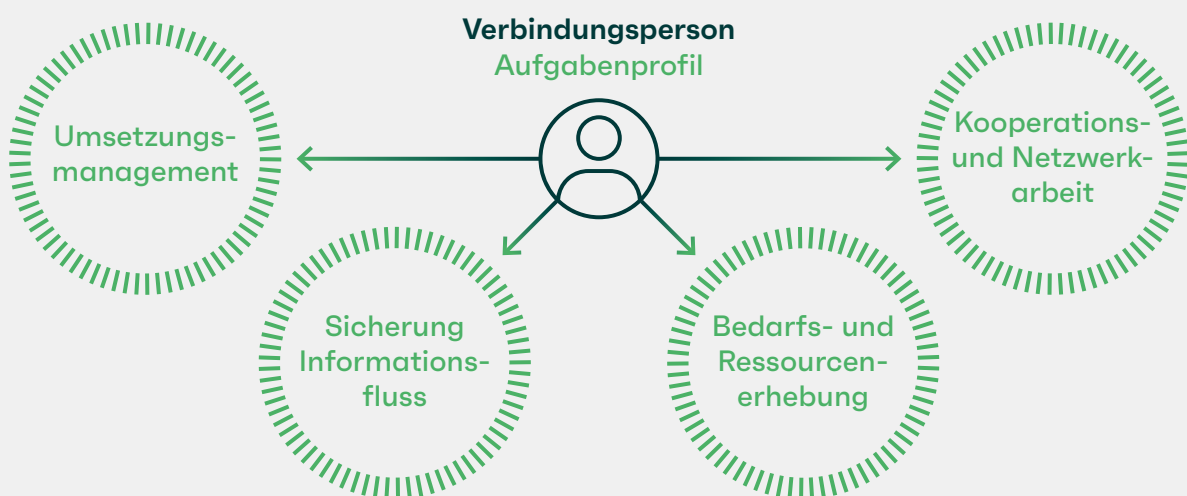 Verbindungsperson
Aufgabenprofil
Umsetzungs-
management
Kooperations-
und Netzwerk-
arbeit
Sicherung
Informations-
fluss
Bedarfs- und
Ressourcen-
erhebung